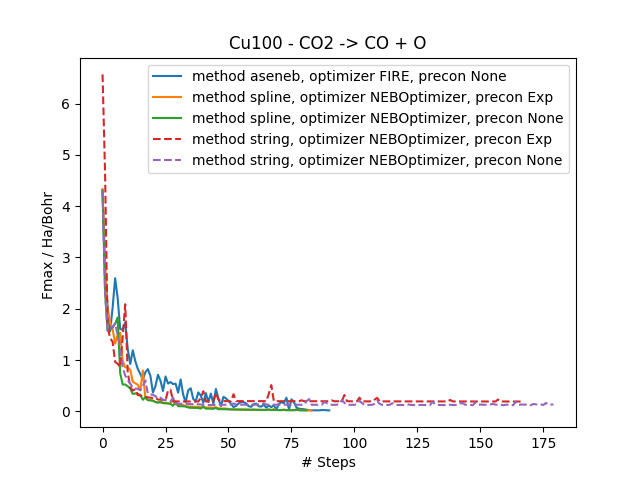 Cu100 - CO2 -> CO + O
method aseneb, optimizer FIRE, precon None
method spline, optimizer NEBOptimizer, precon Exp
method spline, optimizer NEBOptimizer, precon None
method string, optimizer NEBOptimizer, precon Exp
method string, optimizer NEBOptimizer, precon None
Fmax / Ha/Bohr
6
5
4
3
2
1
0
0 25 50 75 100 125 150 175
# Steps